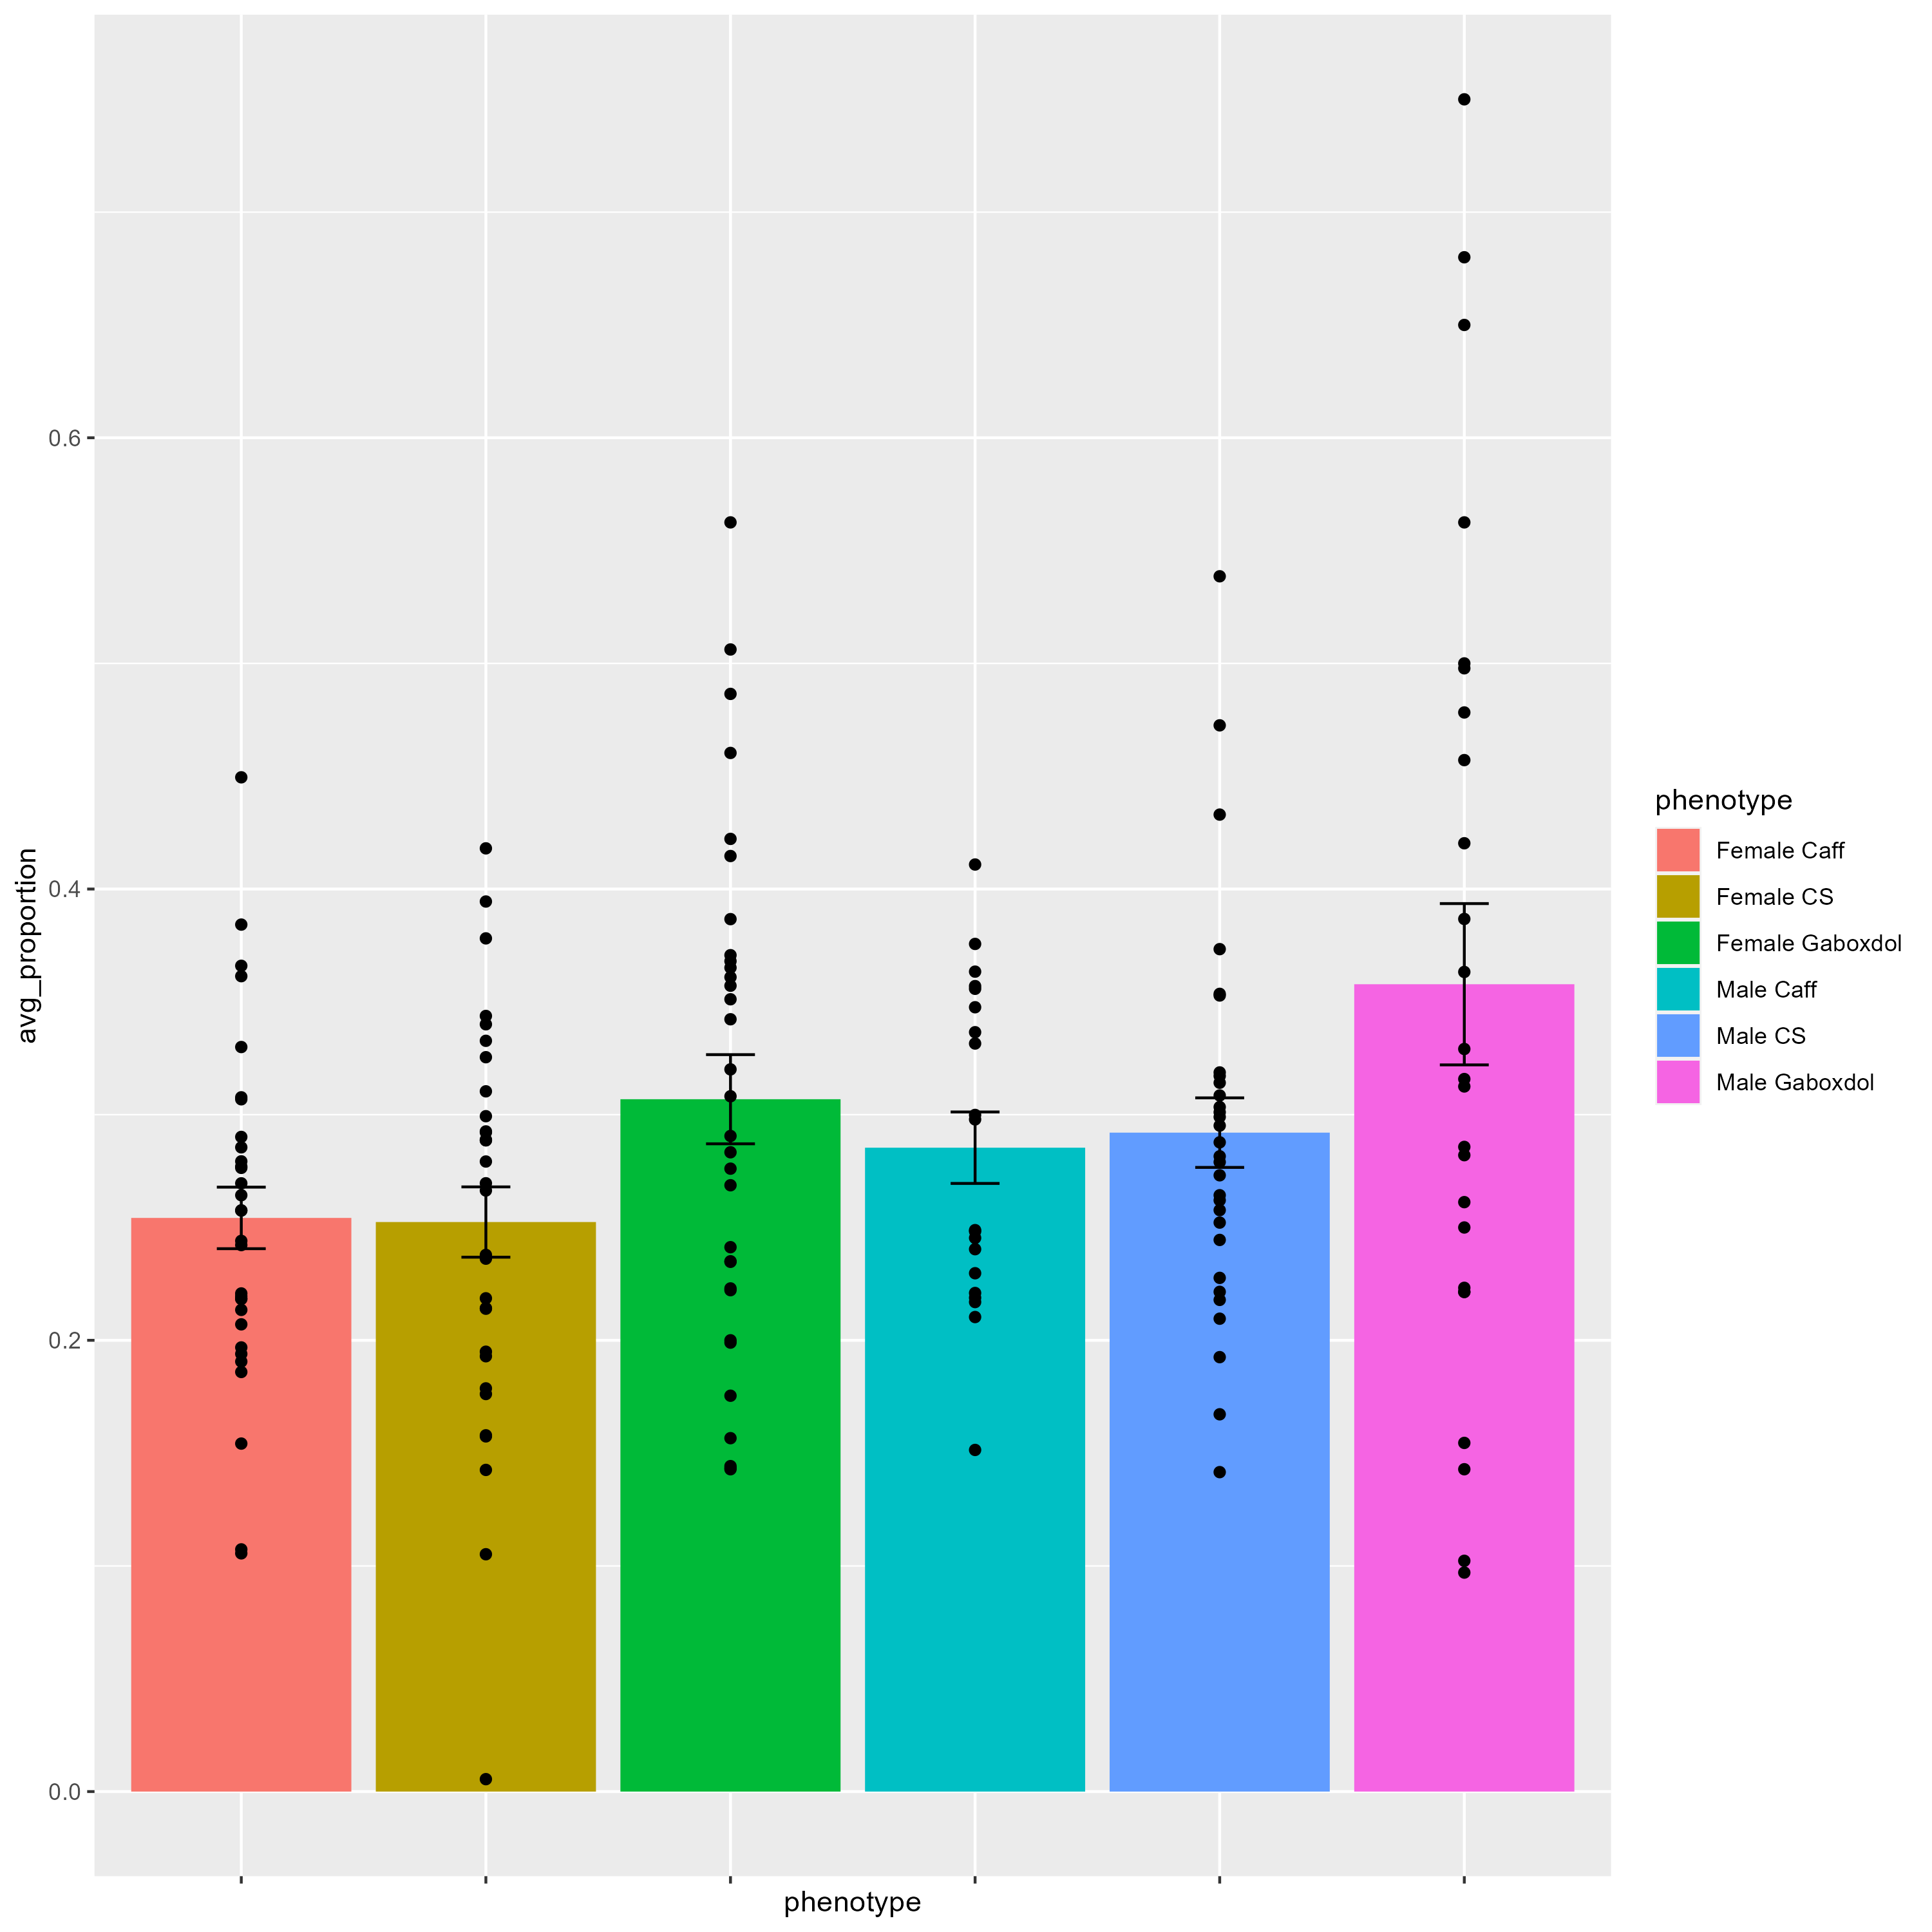 avg_proportion
0.6
0.4
0.2
0.0
phenotype
phenotype
Female Caff
Female CS
Female Gaboxdol
Male Caff
Male CS
Male Gaboxdol